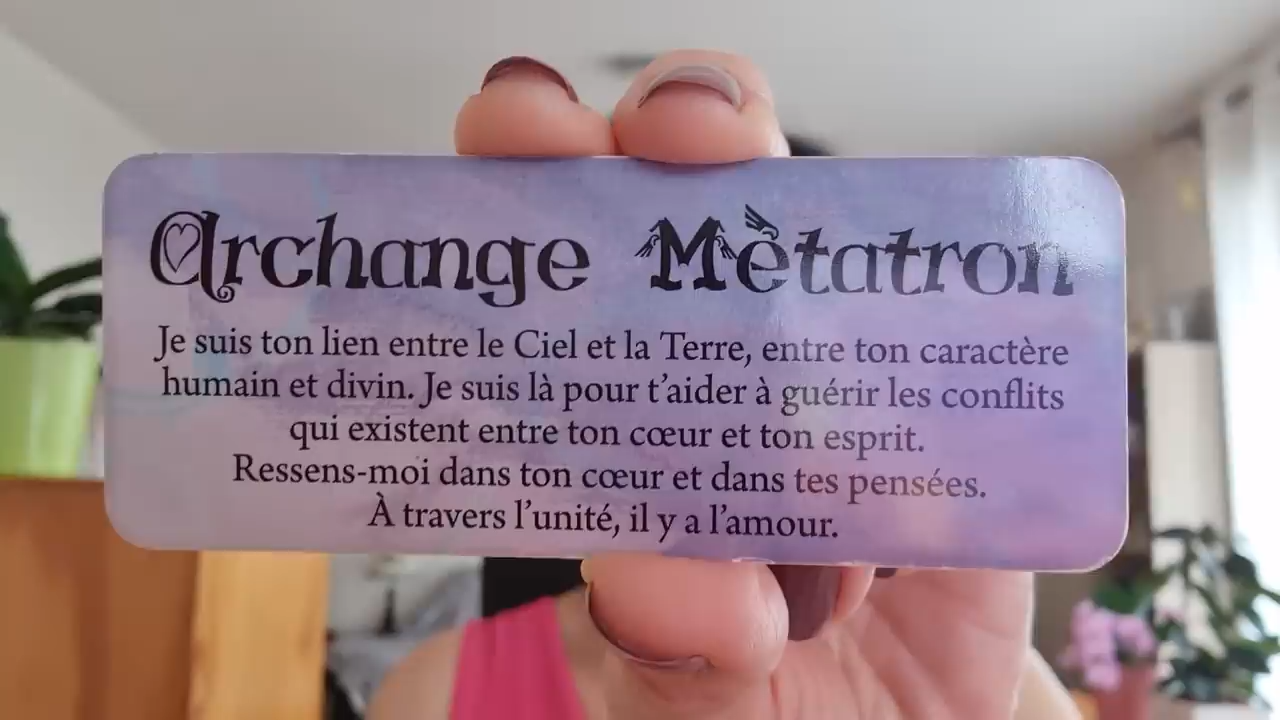 Archange Mètatron
Je suis ton lien entre le Ciel et la Terre, entre ton caractère
humain et divin. Je suis là pour t’aider à guérir les conflits
qui existent entre ton cœur et ton esprit.
Ressens-moi dans ton cœur et dans tes pensées.
À travers l’unité, il y a l’amour.